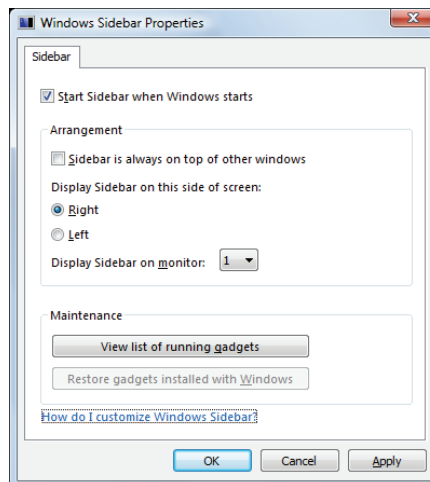 Windows Sidebar Properties
Sidebar
Start Sidebar when Windows starts
Arrangement
Sidebar is always on top of other windows
Display Sidebar on this side of screen:
Right
Left
Display Sidebar on monitor: 1
Maintenance
View list of running gadgets
Restore gadgets installed with Windows
How do I customize Windows Sidebar?
OK Cancel Apply